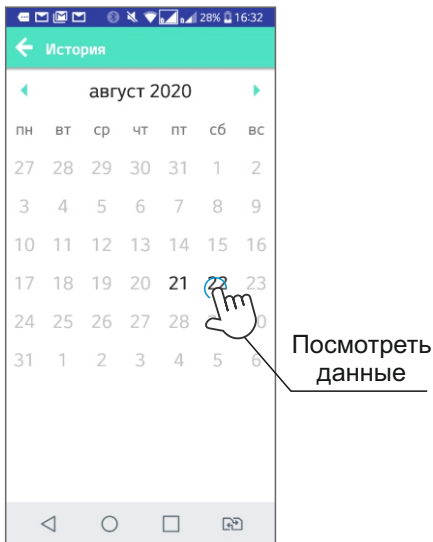 28% 16:32
История
август 2020
пн вт ср чт пт сб вс
27 28 29 30 31 1 2
3 4 5 6 7 8 9
10 11 12 13 14 15 16
17 18 19 20 21 22 23
24 25 26 27 28
31 1 2 3 4 5 6
Посмотреть
данные